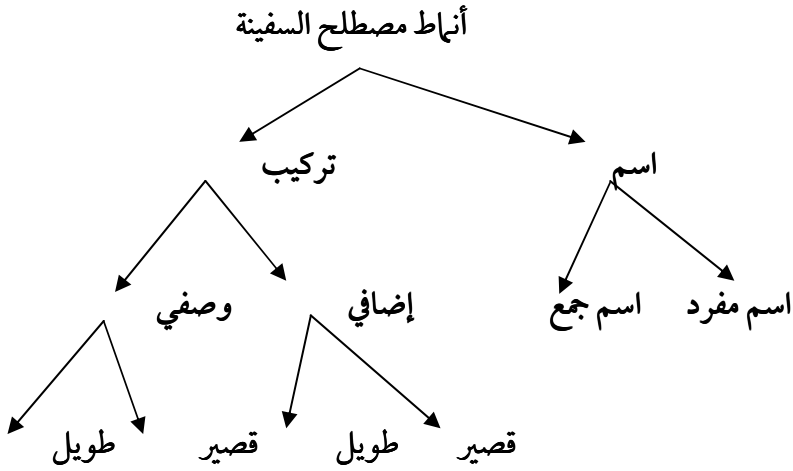 أنماط مصطلح السفينة
اسم تركيب
اسم مفرد اسم جمع إضافي وصفي
قصير طويل قصير طويل